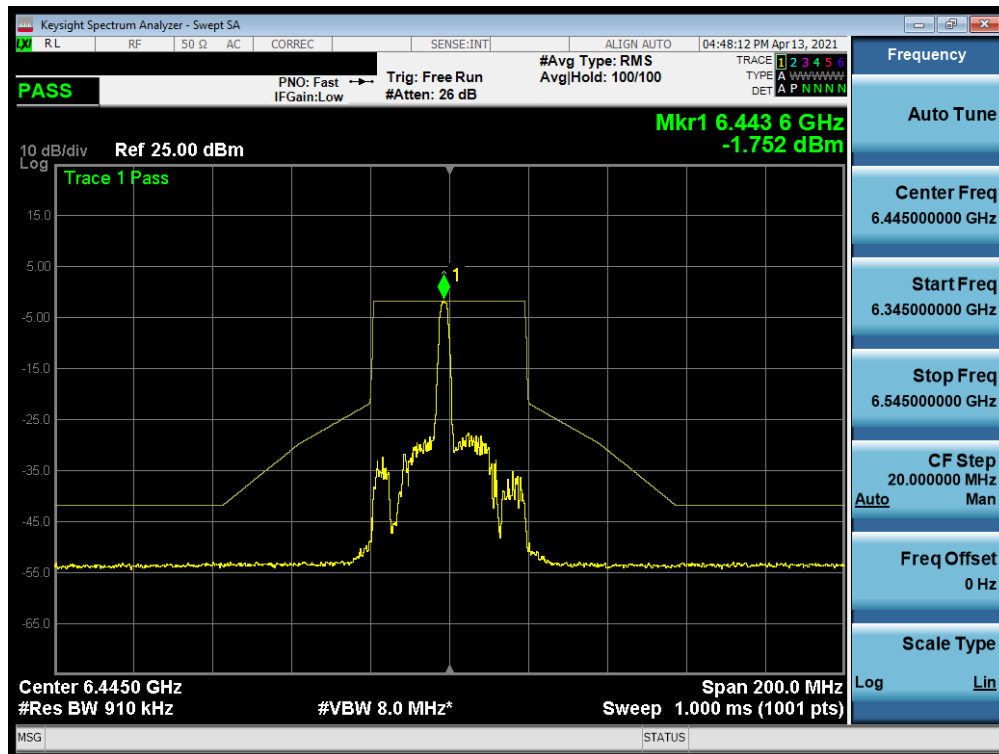 Keysight Spectrum Analyzer - Swept SA
LXI RL RF 50 Ω AC CORREC SENSE:INT ALIGN AUTO 04:48:12 PM Apr 13, 2021
PASS
PNO: Fast
IFGain:Low
Trig: Free Run
#Atten: 26 dB
#Avg Type: RMS
Avg|Hold: 100/100
TRACE 1 2 3 4 5 6
TYPE A WWWWW
DET A P N N N N
Mkr1 6.443 6 GHz
-1.752 dBm
10 dB/div Ref 25.00 dBm
Log
Trace 1 Pass
1
15.0
5.00
-5.00
-15.0
-25.0
-35.0
-45.0
-55.0
-65.0
Center 6.4450 GHz Span 200.0 MHz
#Res BW 910 kHz #VBW 8.0 MHz* Sweep 1.000 ms (1001 pts)
MSG STATUS
Frequency
Auto Tune
Center Freq
6.445000000 GHz
Start Freq
6.345000000 GHz
Stop Freq
6.545000000 GHz
CF Step
20.000000 MHz
Auto Man
Freq Offset
0 Hz
Scale Type
Log Lin